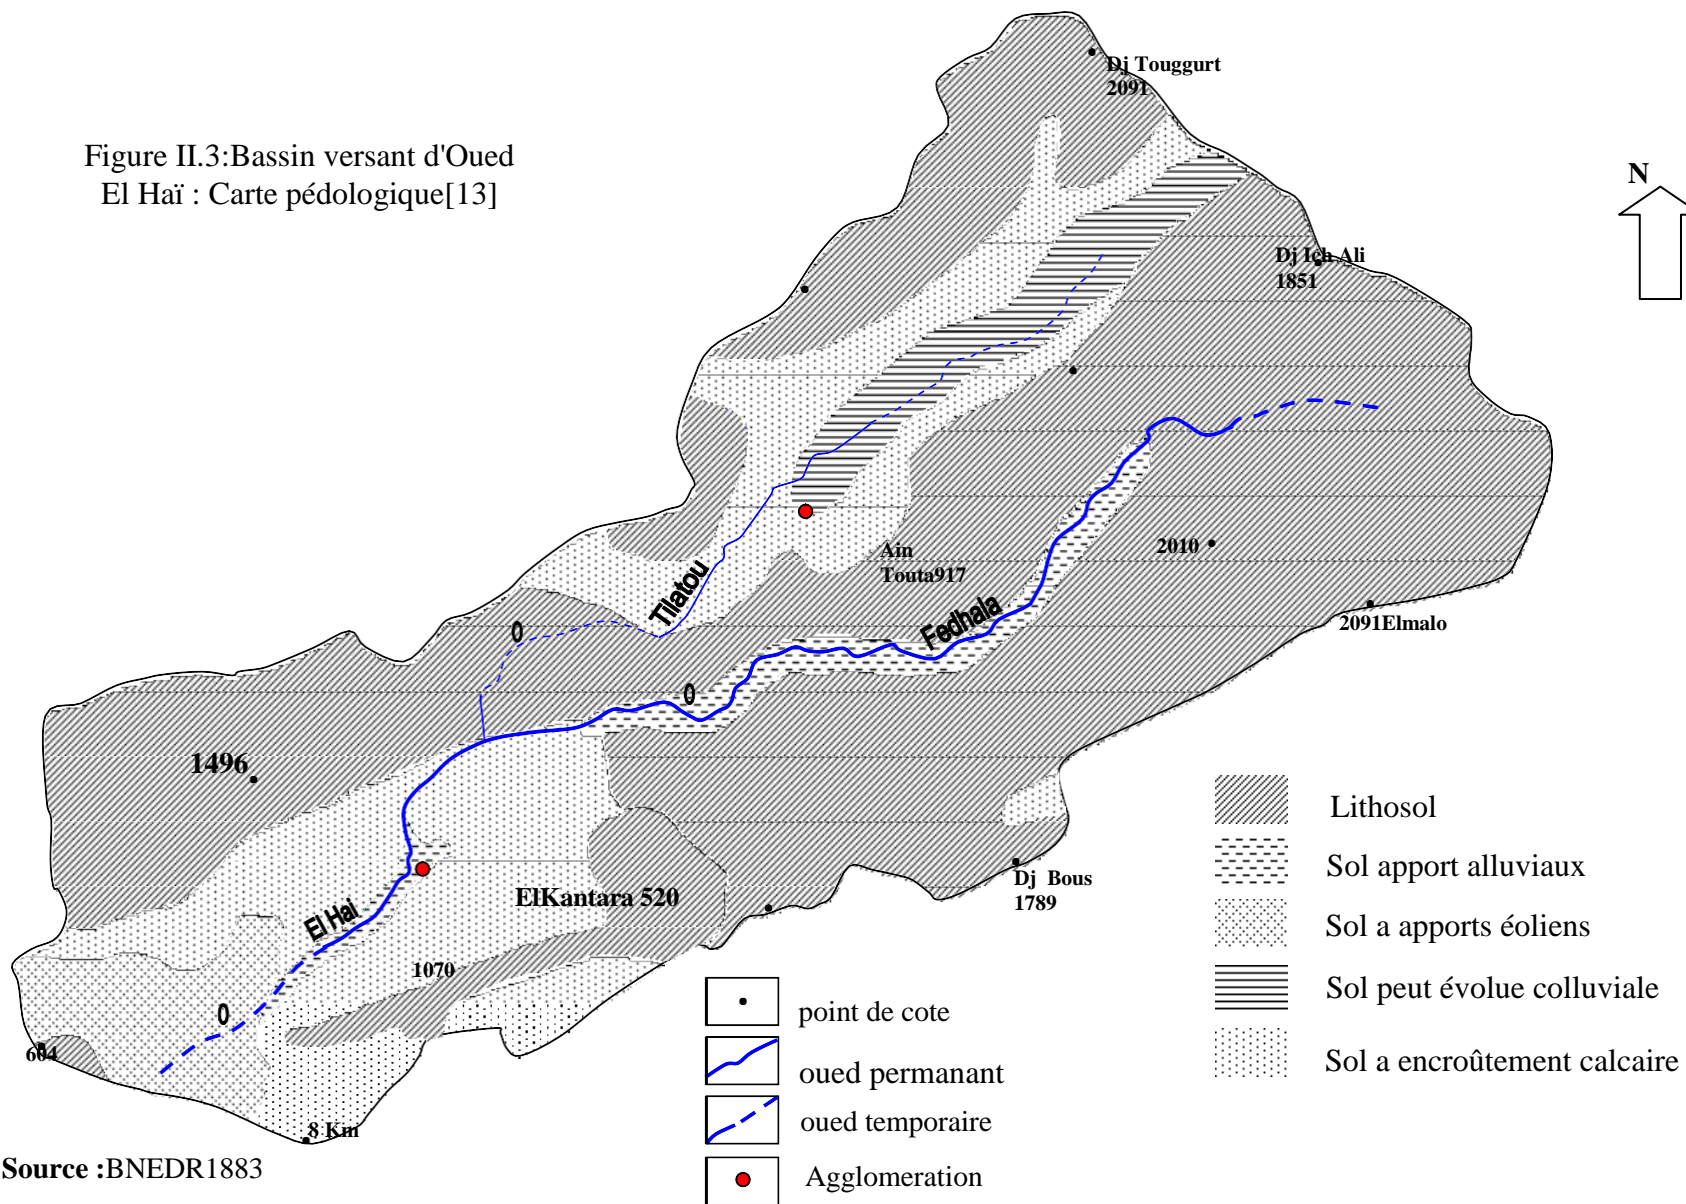 Dj Touggurt
2091
Figure II.3:Bassin versant d'Oued
El Haï : Carte pédologique[13]
N
Dj Ich Ali
1851
2010
Ain
Touta917
Tilatou
Fedhala
2091Elmalo
0
0
1496
Lithosol
Sol apport alluviaux
Dj Bous
1789
ElKantara 520
El Hai
Sol a apports éoliens
1070
Sol peut évolue colluviale
point de cote
0
604
Sol a encroûtement calcaire
oued permanant
oued temporaire
8 Km
Source :BNEDR1883
Agglomeration